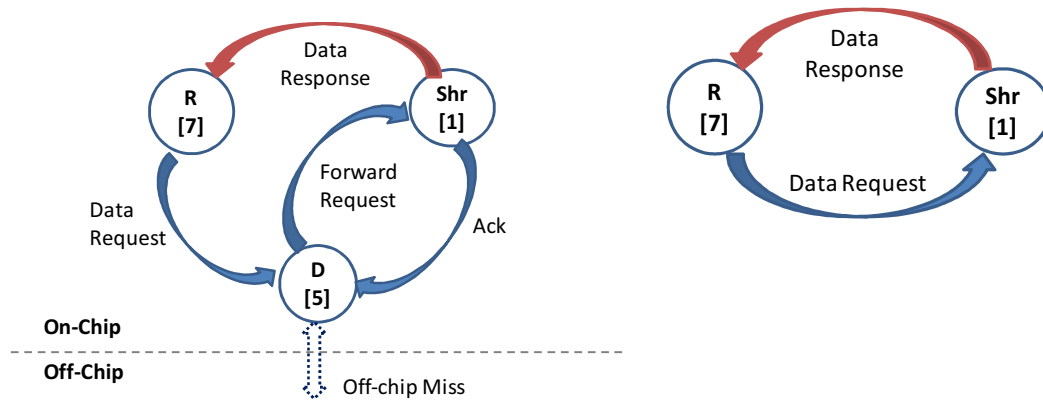 Data
Response
R
[7]
Shr
[1]
Forward
Request
Data
Request
Ack
D
[5]
On-Chip
Off-Chip
Off-chip Miss
Data
Response
R
[7]
Shr
[1]
Data Request